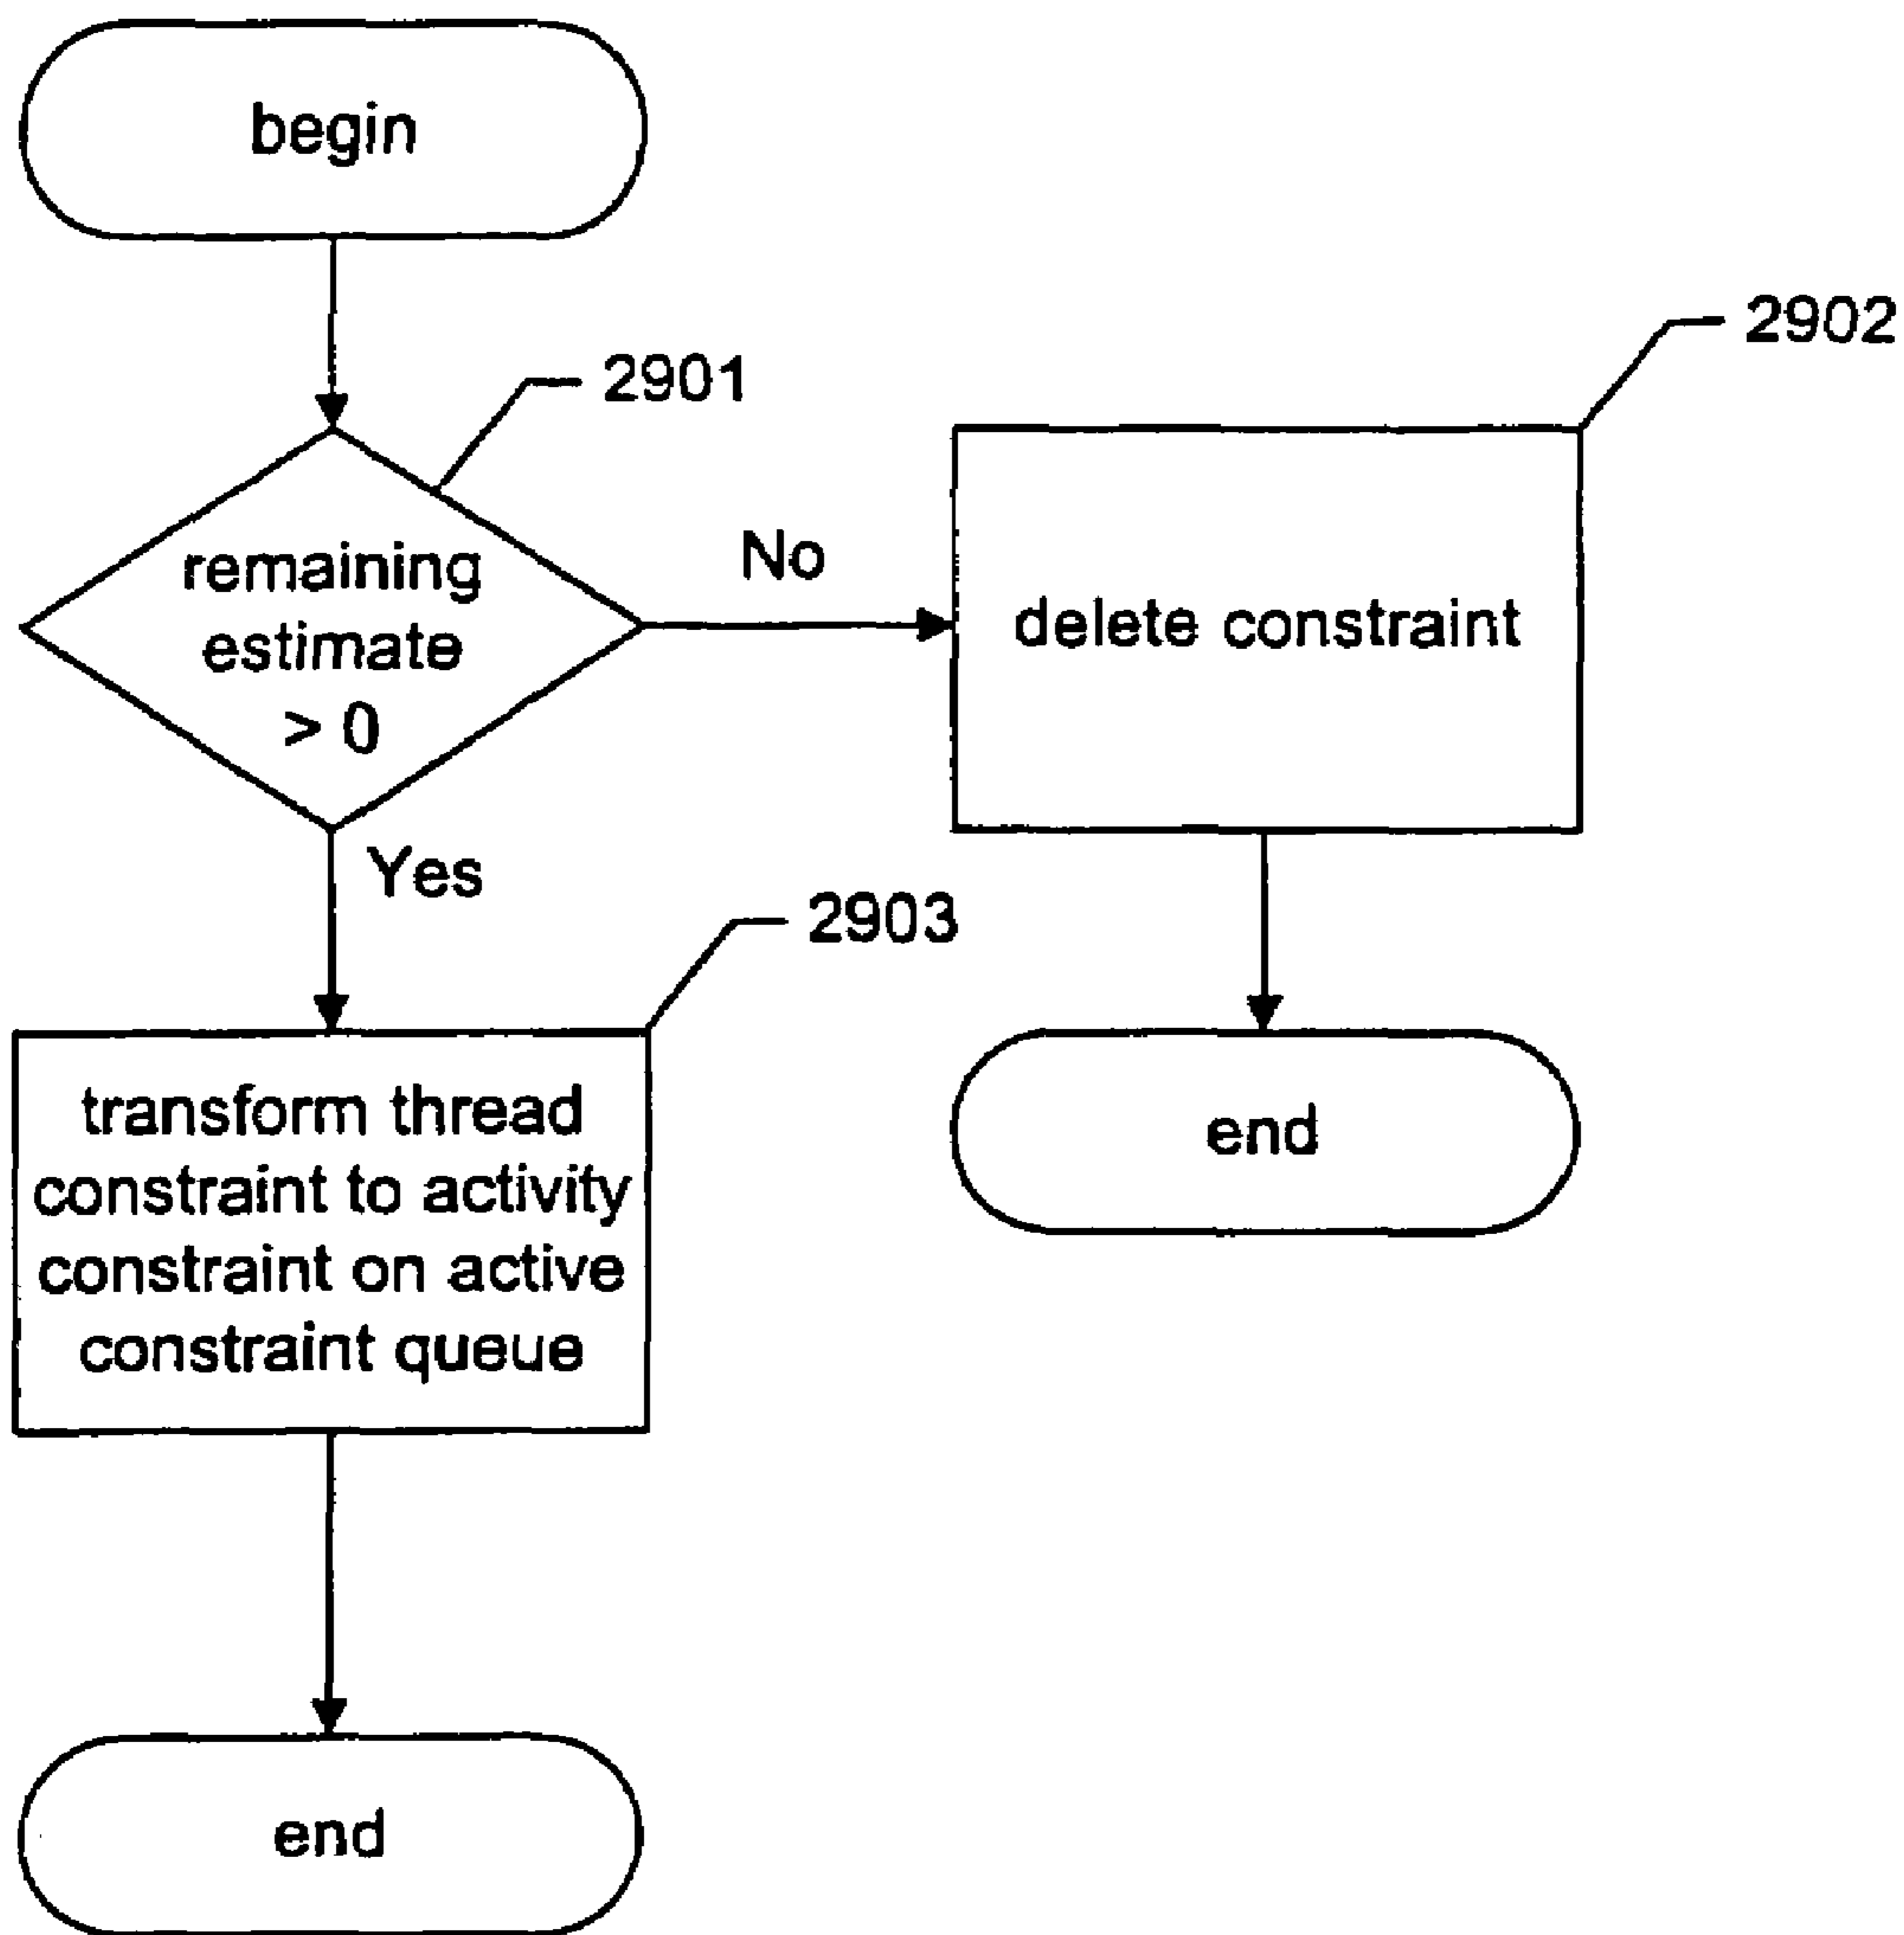 begin
2901
remaining
estimate
> 0
No
2902
delete constraint
end
Yes
2903
transform thread
constraint to activity
constraint on active
constraint queue
end